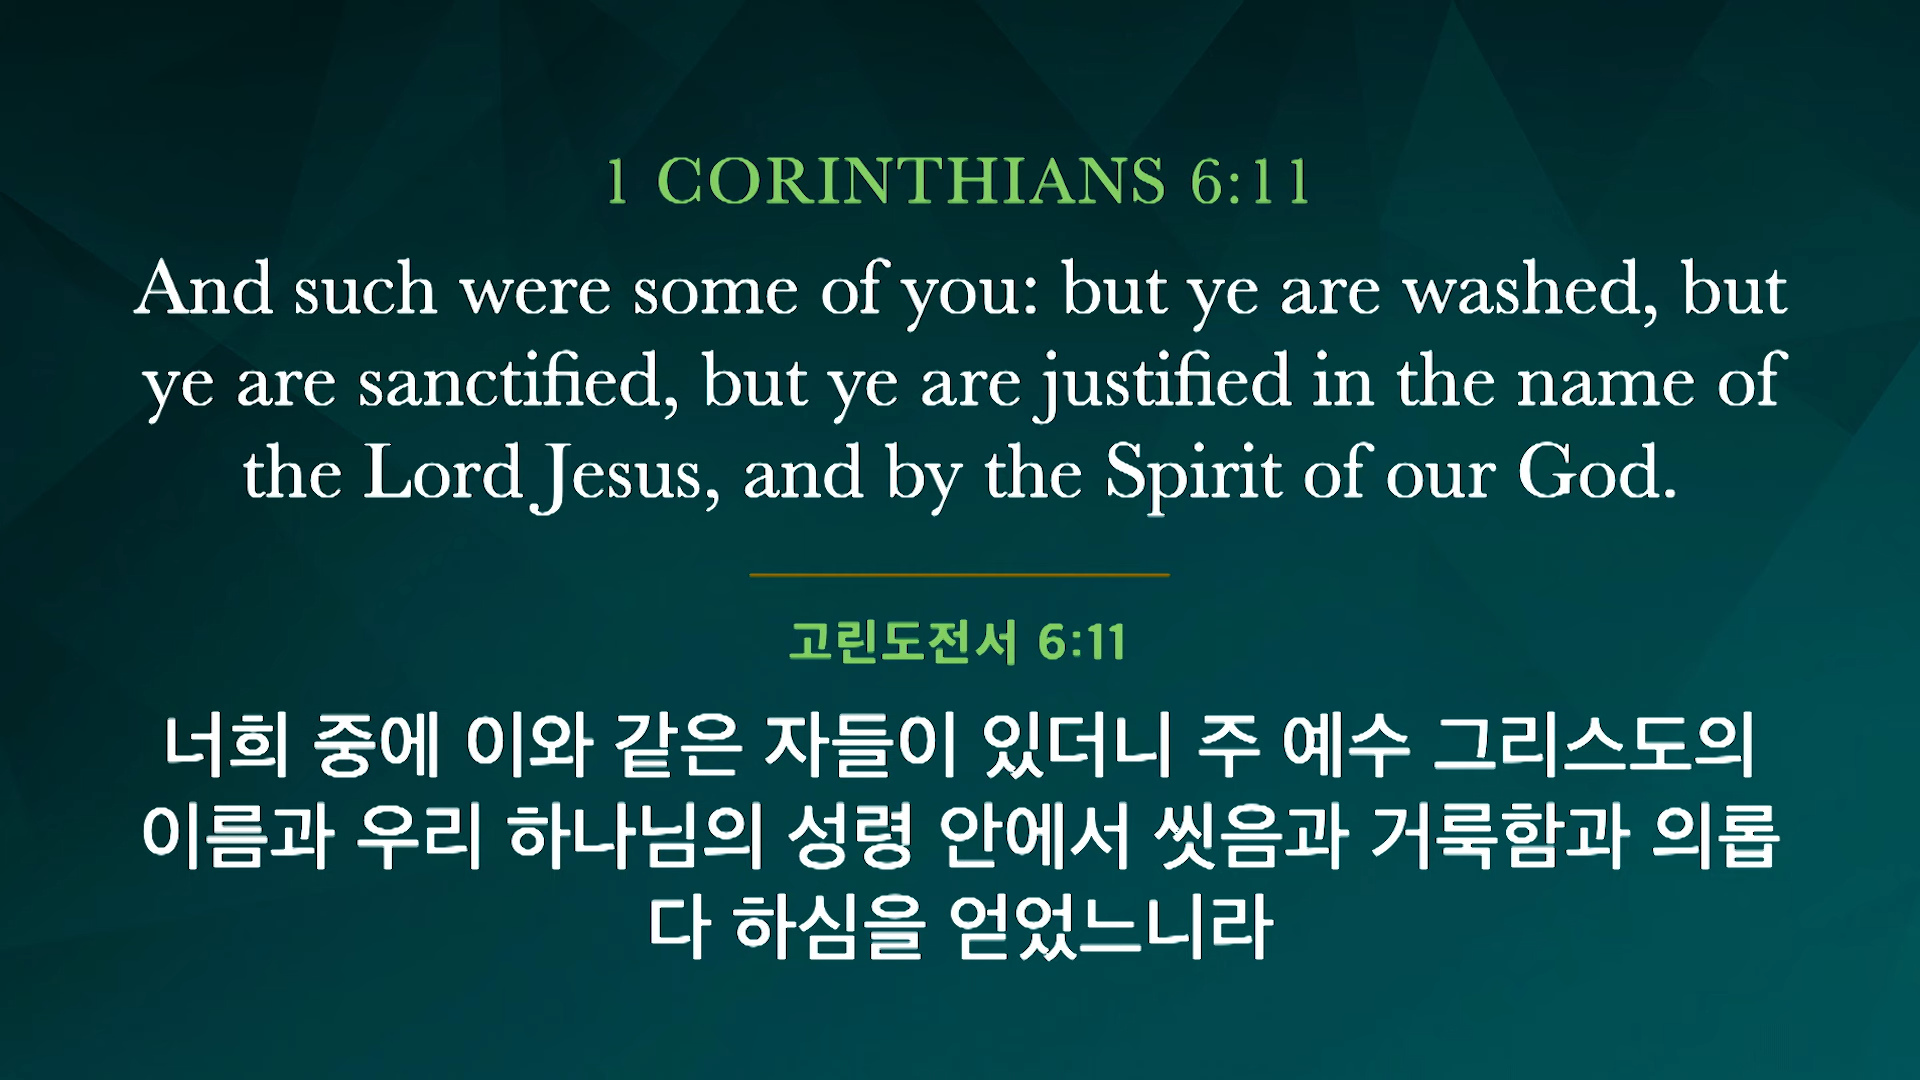 1 CORINTHIANS 6:11
And such were some of you: but ye are washed, but
ye are sanctified, but ye are justified in the name of
the Lord Jesus, and by the Spirit of our God.
고린도전서 6:11
너희 중에 이와 같은 자들이 있더니 주 예수 그리스도의
이름과 우리 하나님의 성령 안에서 씻음과 거룩함과 의롭
다 하심을 얻었느니라